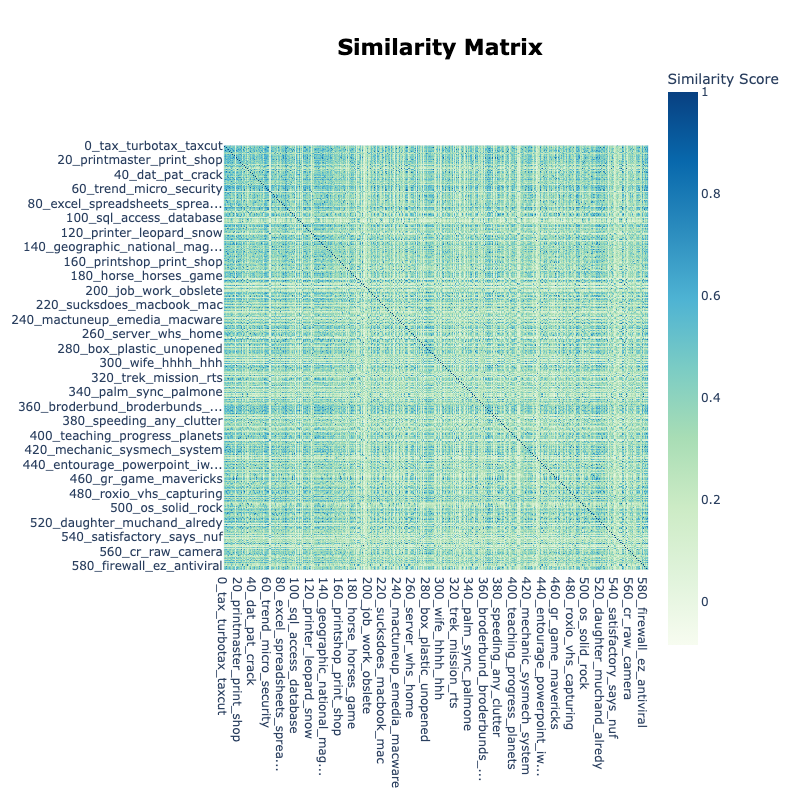 Similarity Matrix
Similarity Score
1
0.8
0.6
0.4
0.2
0
0_tax_turbotax_taxcut
20_printmaster_print_shop
40_dat_pat_crack
60_trend_micro_security
80_excel_spreadsheets_sprea…
100_sql_access_database
120_printer_leopard_snow
140_geographic_national_mag…
160_printshop_print_shop
180_horse_horses_game
200_job_work_obslete
220_sucksdoes_macbook_mac
240_mactuneup_emedia_macware
260_server_whs_home
280_box_plastic_unopened
300_wife_hhhh_hhh
320_trek_mission_rts
340_palm_sync_palmone
360_broderbund_broderbunds_…
380_speeding_any_clutter
400_teaching_progress_planets
420_mechanic_sysmech_system
440_entourage_powerpoint_iw…
460_gr_game_mavericks
480_roxio_vhs_capturing
500_os_solid_rock
520_daughter_muchand_alredy
540_satisfactory_says_nuf
560_cr_raw_camera
580_firewall_ez_antiviral
0_tax_turbotax_taxcut
20_printmaster_print_shop
40_dat_pat_crack
60_trend_micro_security
80_excel_spreadsheets_sprea…
100_sql_access_database
120_printer_leopard_snow
140_geographic_national_mag…
160_printshop_print_shop
180_horse_horses_game
200_job_work_obslete
220_sucksdoes_macbook_mac
240_mactuneup_emedia_macware
260_server_whs_home
280_box_plastic_unopened
300_wife_hhhh_hhh
320_trek_mission_rts
340_palm_sync_palmone
360_broderbund_broderbunds_…
380_speeding_any_clutter
400_teaching_progress_planets
420_mechanic_sysmech_system
440_entourage_powerpoint_iw…
460_gr_game_mavericks
480_roxio_vhs_capturing
500_os_solid_rock
520_daughter_muchand_alredy
540_satisfactory_says_nuf
560_cr_raw_camera
580_firewall_ez_antiviral